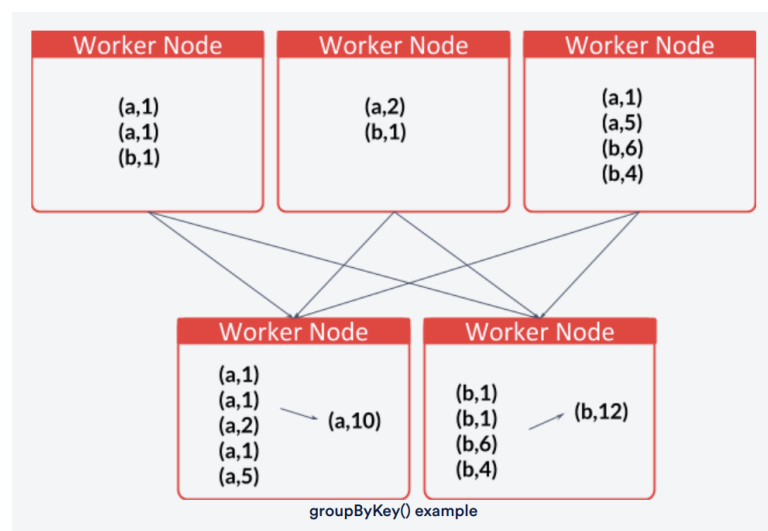 Worker Node
(a,1)
(a,1)
(b,1)
Worker Node
(a,2)
(b,1)
Worker Node
(a,1)
(a,5)
(b,6)
(b,4)
Worker Node
(a,1)
(a,1)
(a,2)
(a,1)
(a,5)
(a,10)
Worker Node
(b,1)
(b,1)
(b,6)
(b,4)
(b,12)
groupByKey() example